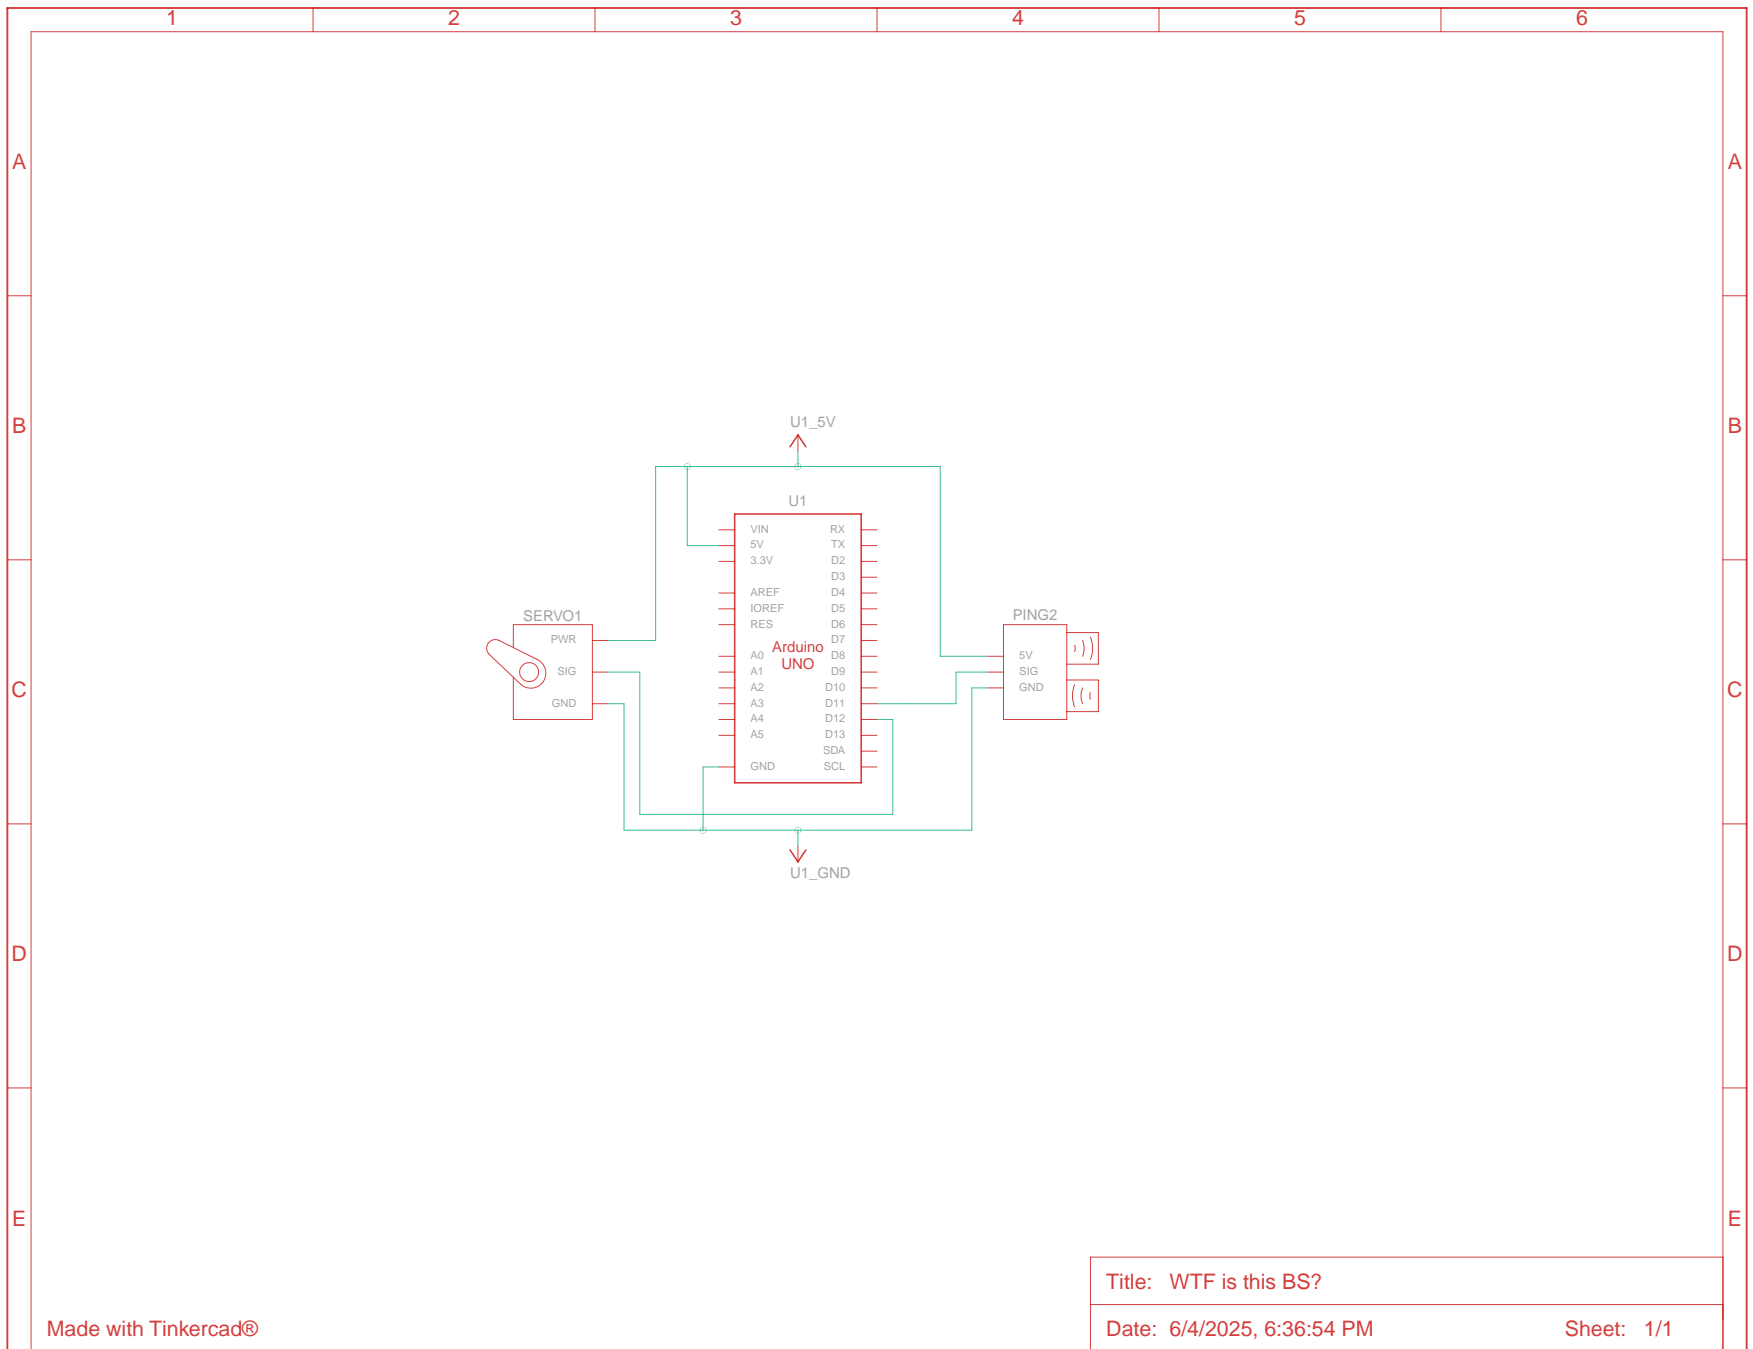 1 2 3 4 5 6
A A
B B
U1_5V
U1
VIN RX
5V TX
3.3V D2
D3
AREF D4
IOREF D5
RES D6
D7
A0 D8
A1 D9
A2 D10
A3 D11
A4 D12
A5 D13
SDA
GND SCL
Arduino
UNO
SERVO1
PWR
SIG
GND
PING2
5V
SIG
GND
C C
U1_GND
D D
E E
Title: WTF is this BS?
Made with Tinkercad®
Date: 6/4/2025, 6:36:54 PM Sheet: 1/1